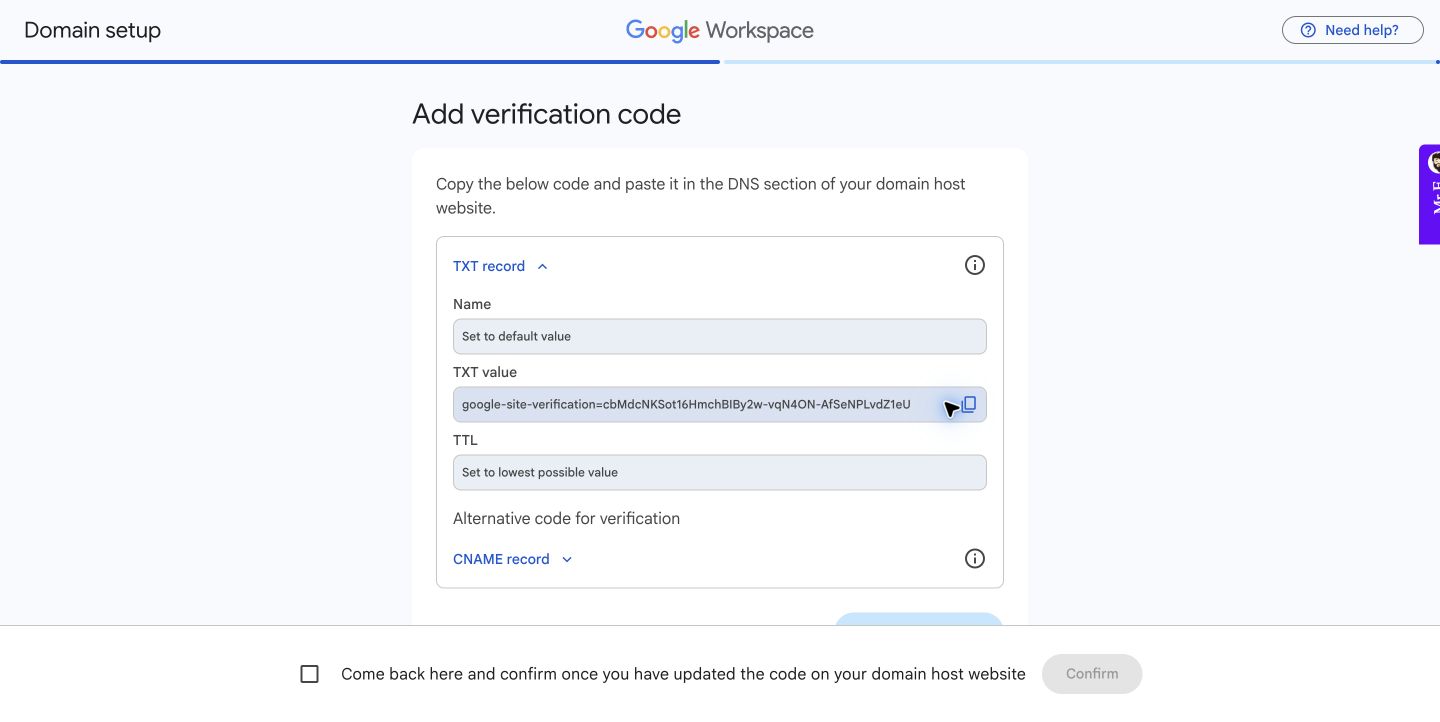 Domain setup
Google Workspace
Need help?
Add verification code
Copy the below code and paste it in the DNS section of your domain host
website.
TXT record
Name
Set to default value
TXT value
google-site-verification=cbMdcNKSot16HmchBIBy2w-vqN4ON-AfSeNPLvdZ1eU
TTL
Set to lowest possible value
Alternative code for verification
CNAME record
Come back here and confirm once you have updated the code on your domain host website
Confirm